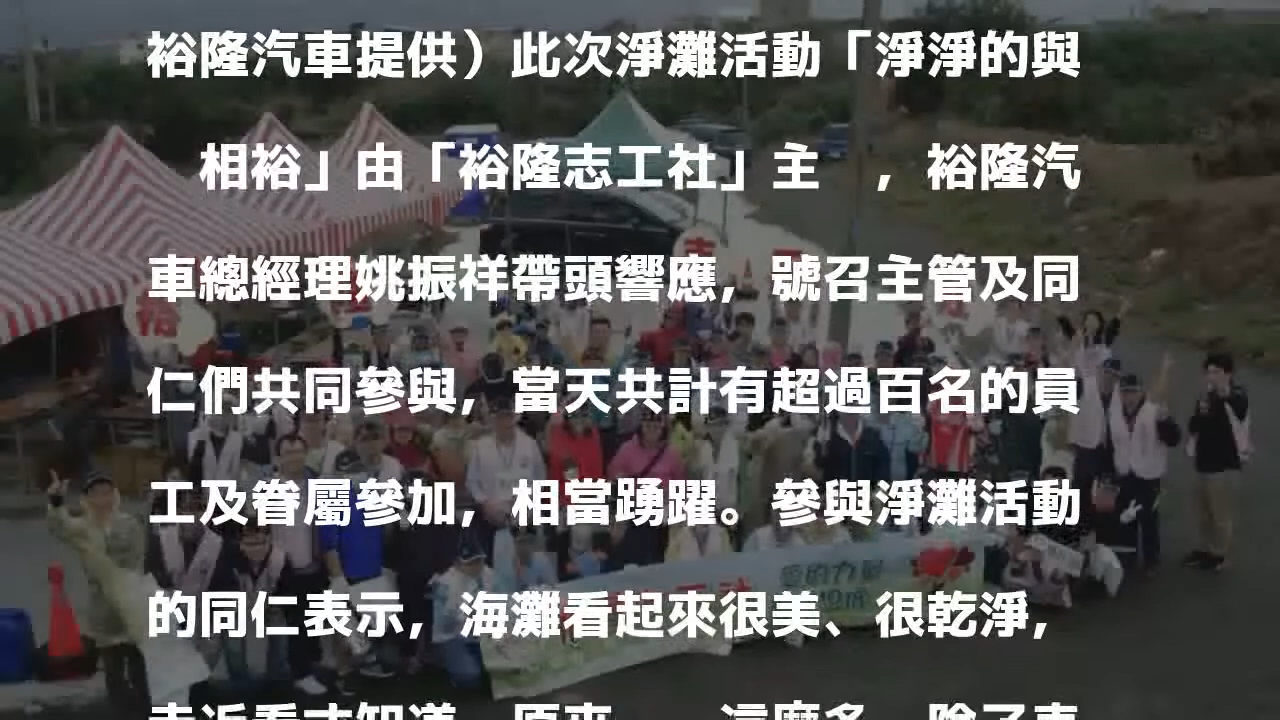 裕隆汽車提供）此次淨灘活動「淨淨的與
相裕」由「裕隆志工社」主　，裕隆汽
車總經理姚振祥帶頭響應，號召主管及同
仁們共同參與，當天共計有超過百名的員
工及眷屬參加，相當踴躍。參與淨灘活動
的同仁表示，海灘看起來很美、很乾淨，